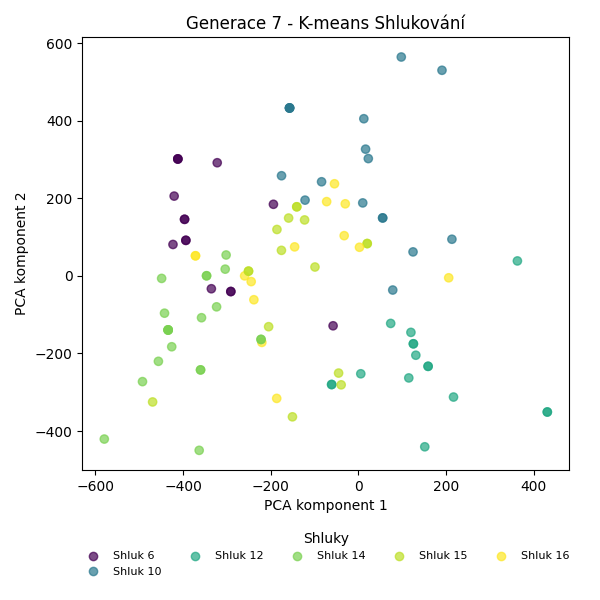 Generace 7 - K-means Shlukování
600
400
200
0
−200
−400
PCA komponent 2
−600
−400
−200
0
200
400
PCA komponent 1
Shluky
Shluk 6
Shluk 12
Shluk 14
Shluk 15
Shluk 16
Shluk 10